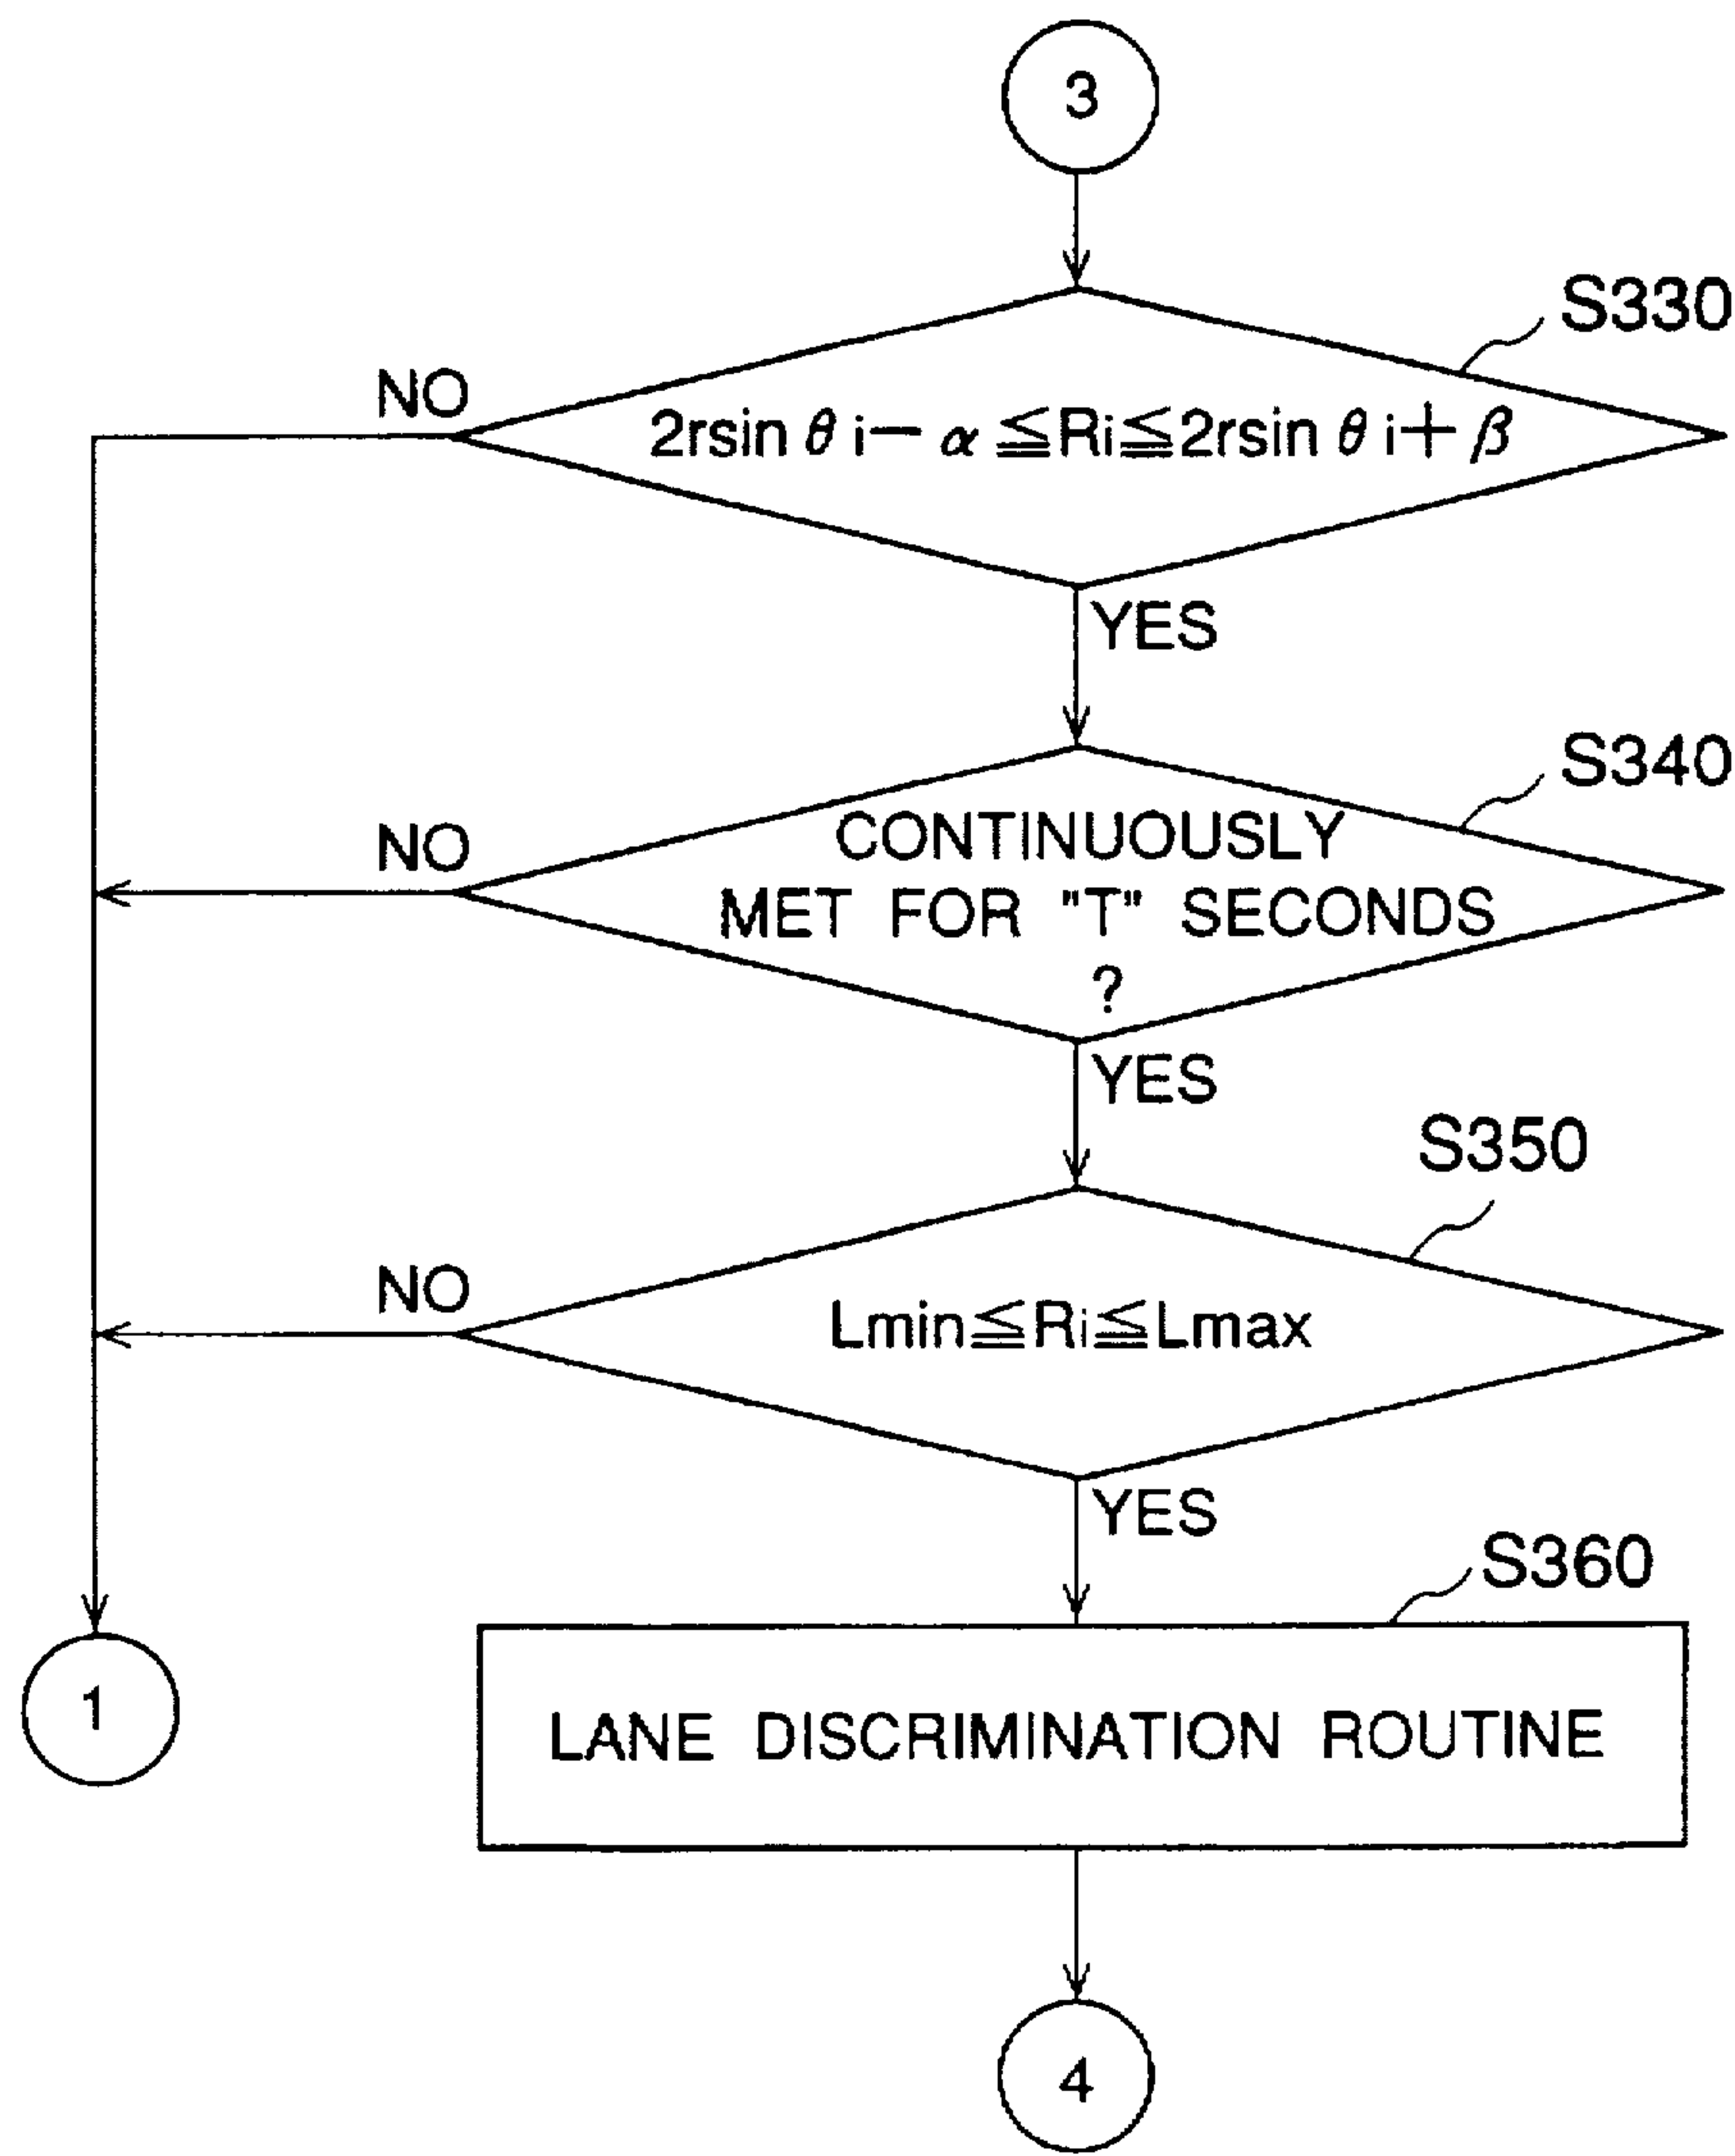 3
S330
NO
2rsin θ i− α ≦Ri≦2rsin θ i+ β
YES
S340
NO
CONTINUOUSLY
MET FOR "T" SECONDS
?
YES
S350
NO
Lmin≦Ri≦Lmax
YES
S360
1
LANE DISCRIMINATION ROUTINE
4